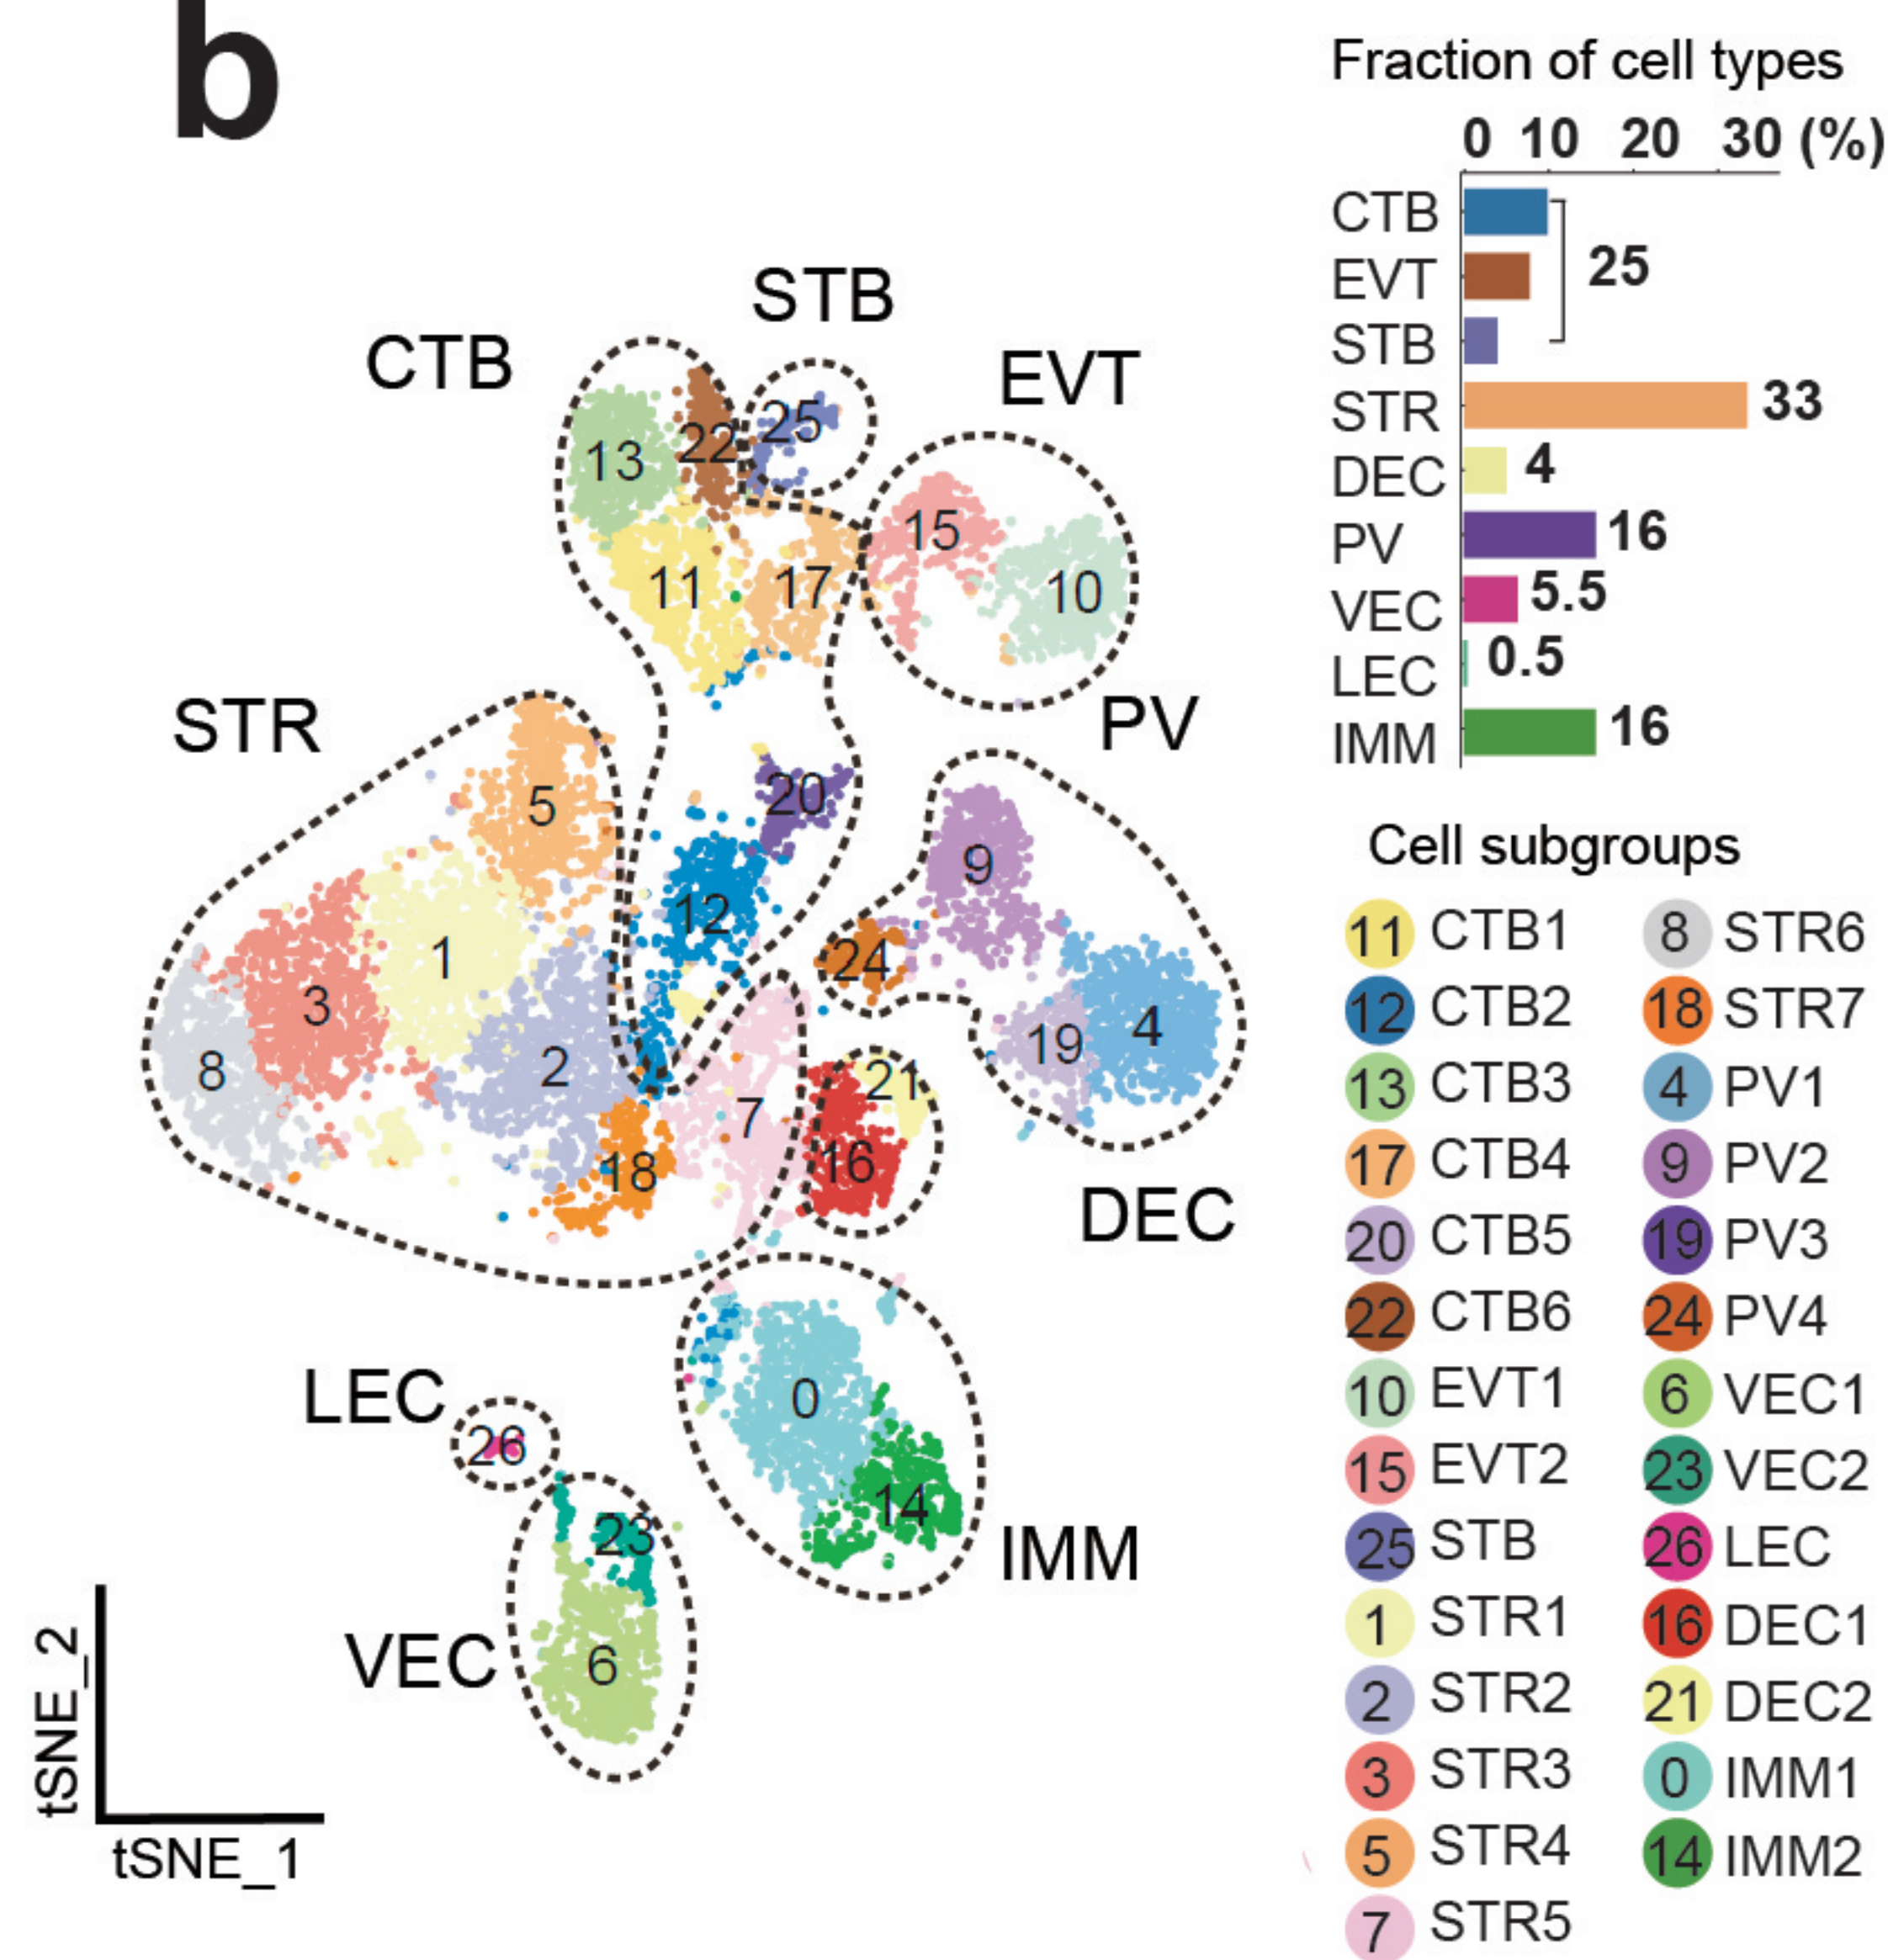 b
Fraction of cell types
0 10 20 30 (%)
CTB
EVT
25
STB
STR 33
DEC 4
PV 16
VEC 5.5
LEC 0.5
IMM 16
STB
CTB
EVT
25
22
13
15
11
17
10
STR
PV
20
5
9
12
24
1
3
19
4
2
8
21
7
16
18
DEC
LEC
0
26
14
23
IMM
VEC
6
tSNE_2
tSNE_1
Cell subgroups
11 CTB1
12 CTB2
13 CTB3
17 CTB4
20 CTB5
22 CTB6
10 EVT1
15 EVT2
25 STB
1 STR1
2 STR2
3 STR3
5 STR4
7 STR5
8 STR6
18 STR7
4 PV1
9 PV2
19 PV3
24 PV4
6 VEC1
23 VEC2
26 LEC
16 DEC1
21 DEC2
0 IMM1
14 IMM2